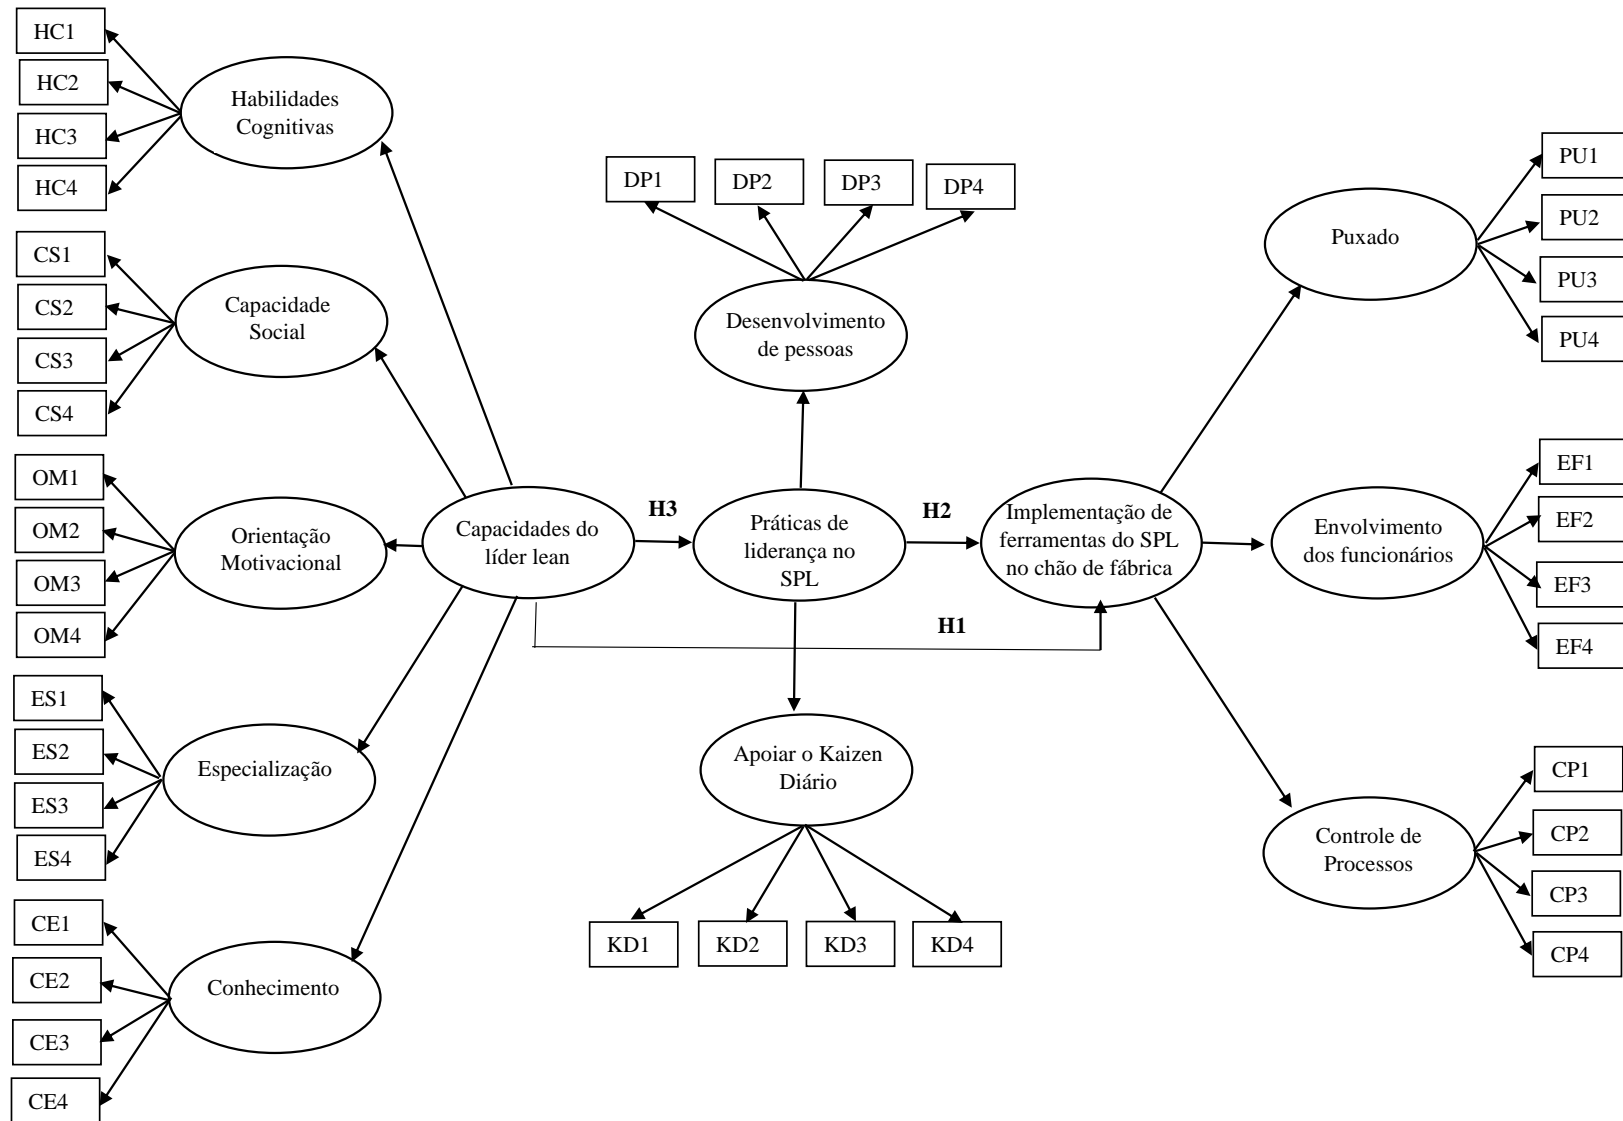 HC1
HC2
HC3
HC4
Habilidades
Cognitivas
CS1
CS2
CS3
CS4
Capacidade
Social
OM1
OM2
OM3
OM4
Orientação
Motivacional
ES1
ES2
ES3
ES4
Especialização
CE1
CE2
CE3
CE4
Conhecimento
Capacidades do
líder lean
H3
DP1
DP2
DP3
DP4
Desenvolvimento
de pessoas
Práticas de
liderança no
SPL
H2
H1
Apoiar o Kaizen
Diário
KD1
KD2
KD3
KD4
Implementação de
ferramentas do SPL
no chão de fábrica
Puxado
PU1
PU2
PU3
PU4
Envolvimento
dos funcionários
EF1
EF2
EF3
EF4
Controle de
Processos
CP1
CP2
CP3
CP4